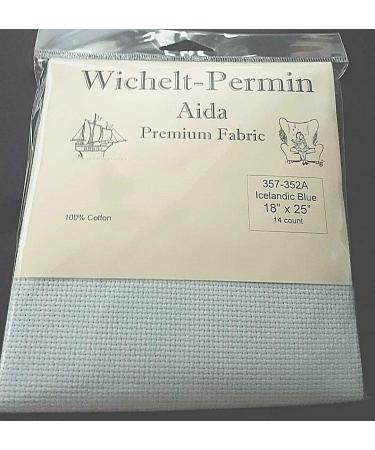 Wichelt-Permin
Aida
Premium Fabric
357-352A
Icelandic Blue
18" x 25"
14 count
100% Cotton